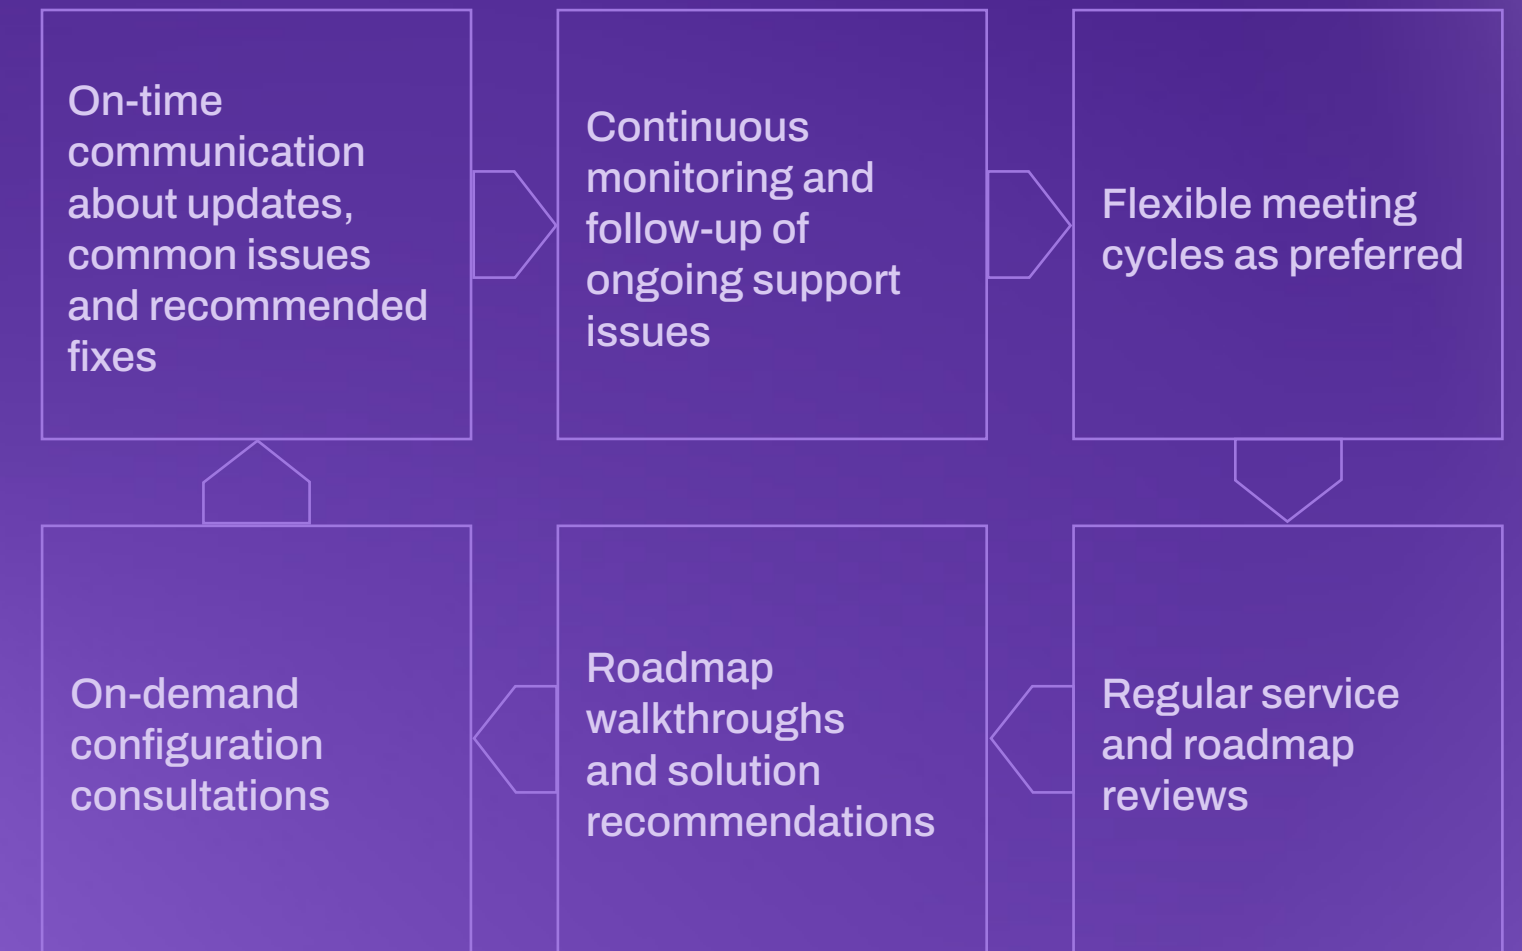 On-time
communication
about updates,
common issues
and recommended
fixes
Continuous
monitoring and
follow-up of
ongoing support
issues
Flexible meeting
cycles as preferred
Regular service
and roadmap
reviews
Roadmap
walkthroughs
and solution
recommendations
On-demand
configuration
consultations